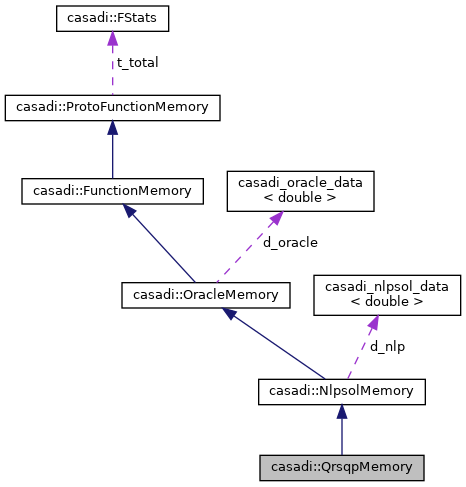 casadi::FStats
t_total
casadi::ProtoFunctionMemory
casadi::FunctionMemory
casadi_oracle_data
< double >
d_oracle
casadi::OracleMemory
casadi_nlpsol_data
< double >
d_nlp
casadi::NlpsolMemory
casadi::QrsqpMemory